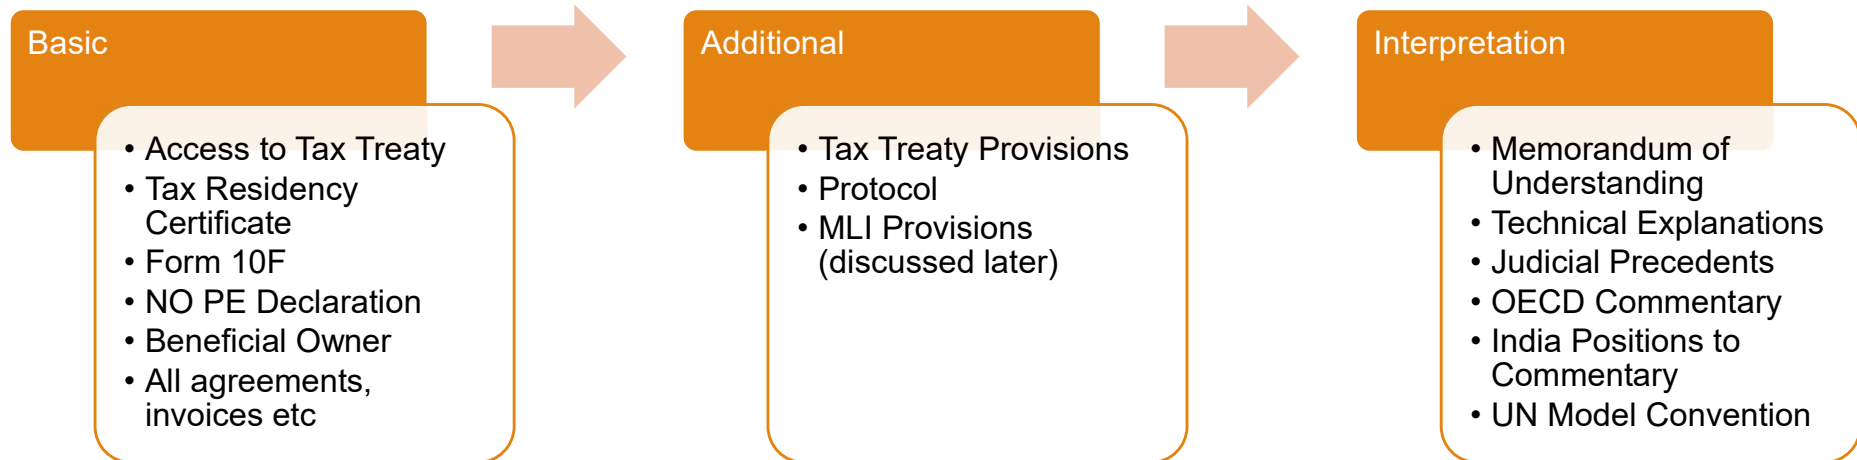 Basic
• Access to Tax Treaty
• Tax Residency
Certificate
• Form 10F
• NO PE Declaration
• Beneficial Owner
• All agreements,
invoices etc
Additional
• Tax Treaty Provisions
• Protocol
• MLI Provisions
(discussed later)
Interpretation
• Memorandum of
Understanding
• Technical Explanations
• Judicial Precedents
• OECD Commentary
• India Positions to
Commentary
• UN Model Convention